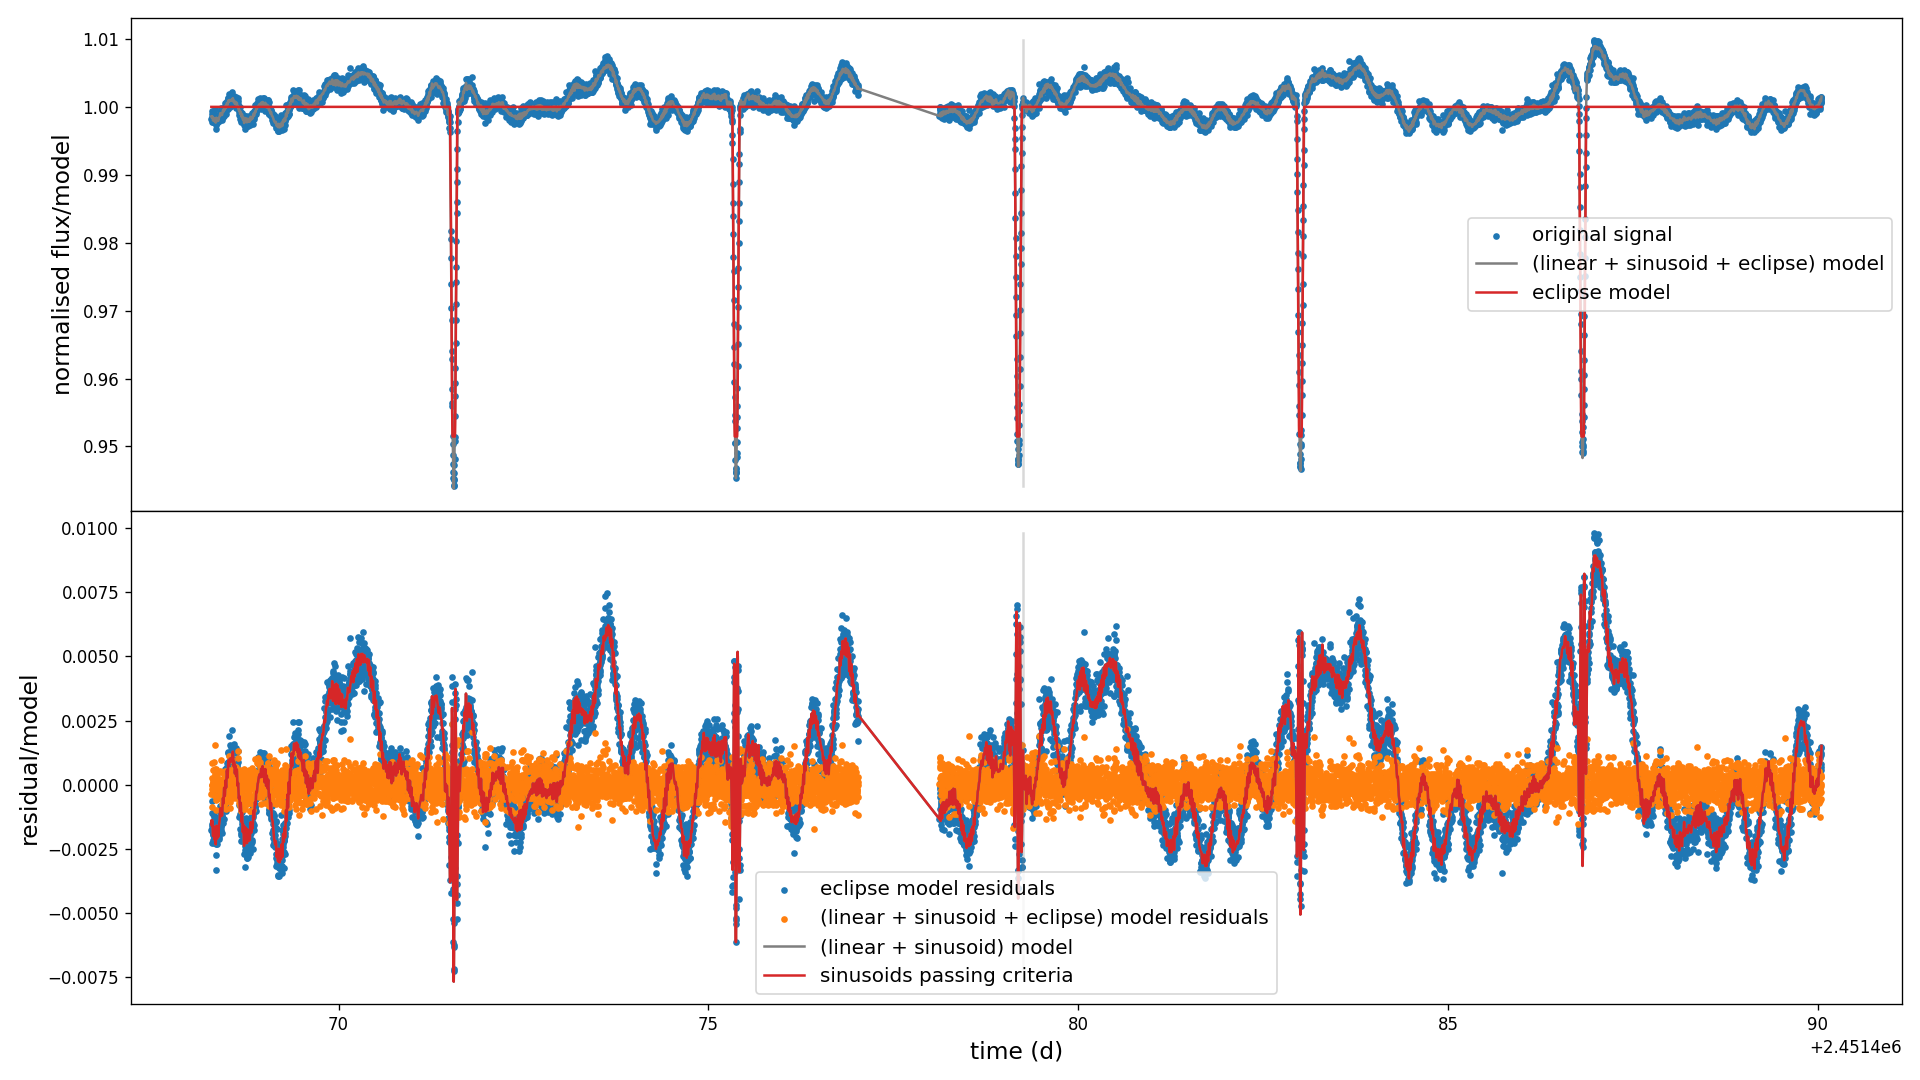 normalised flux/model
1.01
1.00
0.99
0.98
0.97
0.96
0.95
original signal
(linear + sinusoid + eclipse) model
eclipse model
residual/model
0.0100
0.0075
0.0050
0.0025
0.0000
−0.0025
−0.0050
−0.0075
eclipse model residuals
(linear + sinusoid + eclipse) model residuals
(linear + sinusoid) model
sinusoids passing criteria
70
75
80
85
90
time (d)
+2.4514e6